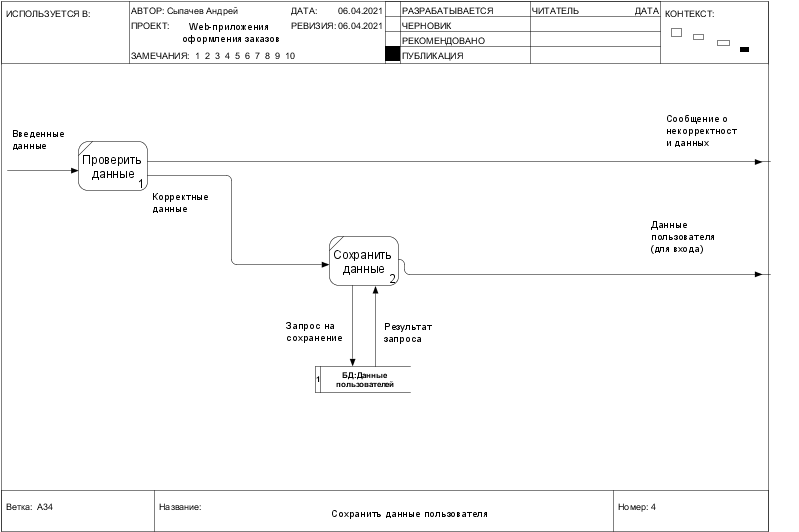 ИСПОЛЬЗУЕТСЯ В:
АВТОР: Сыпачев Андрей
ДАТА: 06.04.2021
ПРОЕКТ: Web-приложения
оформления заказов
РЕВИЗИЯ: 06.04.2021
ЗАМЕЧАНИЯ: 1 2 3 4 5 6 7 8 9 10
РАЗРАБАТЫВАЕТСЯ
ЧЕРНОВИК
РЕКОМЕНДОВАНО
ПУБЛИКАЦИЯ
ЧИТАТЕЛЬ ДАТА
КОНТЕКСТ:
Введенные
данные
Проверить
данные
1
Сообщение о
некорректност
и данных
Корректные
данные
Данные
пользователя
(для входа)
Сохранить
данные
2
Запрос на
сохранение
Результат
запроса
1
БД:Данные
пользователей
Ветка: A34
Название:
Сохранить данные пользователя
Номер: 4